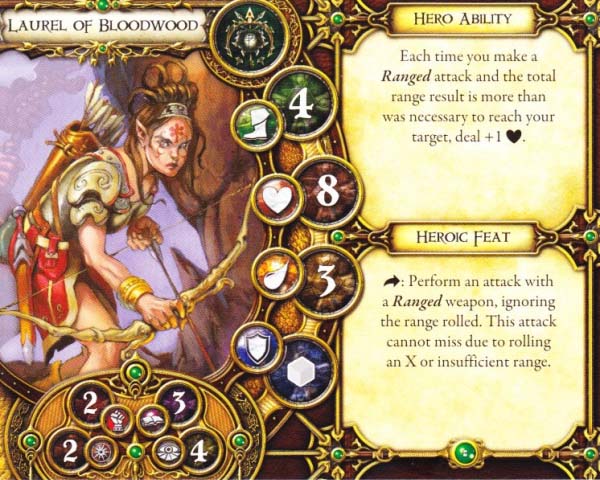 Laurel of Bloodwood
4
8
3
2
3
2
4
Hero Ability
Each time you make a
Ranged attack and the total
range result is more than
was necessary to reach your
target, deal +1 ♥.
Heroic Feat
: Perform an attack with
a Ranged weapon, ignoring
the range rolled. This attack
cannot miss due to rolling
an X or insufficient range.